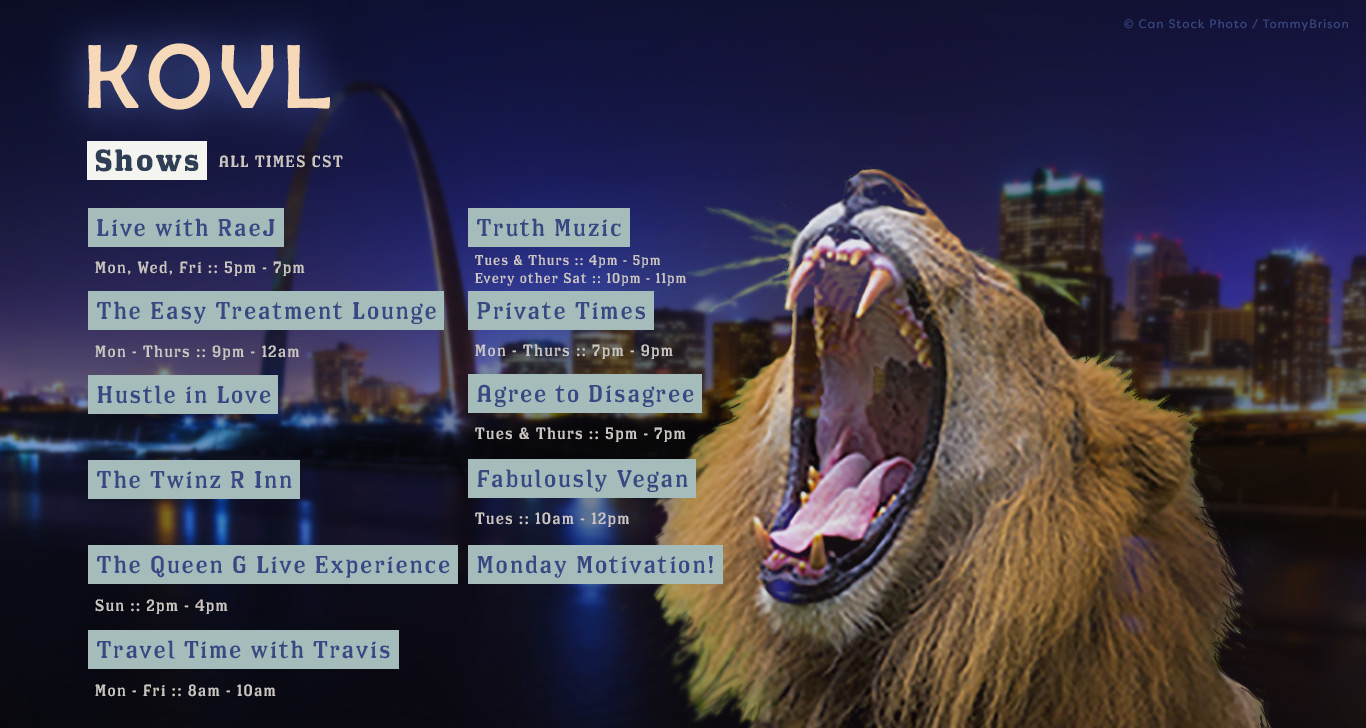 © Can Stock Photo / TommyBrison
KOVL
Shows
ALL TIMES CST
Live with RaeJ
Mon, Wed, Fri :: 5pm - 7pm
The Easy Treatment Lounge
Mon - Thurs :: 9pm - 12am
Hustle in Love
The Twinz R Inn
The Queen G Live Experience
Sun :: 2pm - 4pm
Travel Time with Travis
Mon - Fri :: 8am - 10am
Truth Muzic
Tues & Thurs :: 4pm - 5pm
Every other Sat :: 10pm - 11pm
Private Times
Mon - Thurs :: 7pm - 9pm
Agree to Disagree
Tues & Thurs :: 5pm - 7pm
Fabulously Vegan
Tues :: 10am - 12pm
Monday Motivation!